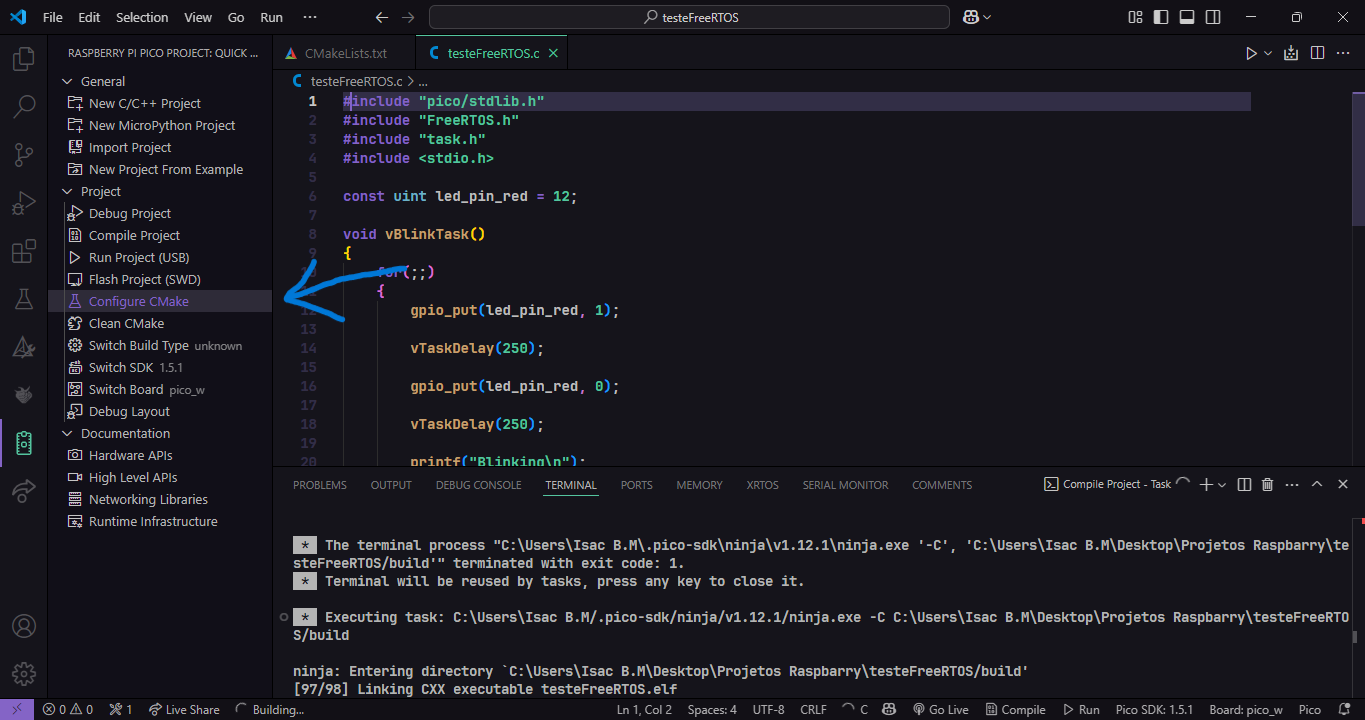 File Edit Selection View Go Run ··· testeFreeRTOS
RASPBERRY PI PICO PROJECT: QUICK ...
General
New C/C++ Project
New MicroPython Project
Import Project
New Project From Example
Project
Debug Project
Compile Project
Run Project (USB)
Flash Project (SWD)
Configure CMake
Clean CMake
Switch Build Type unknown
Switch SDK 1.5.1
Switch Board pico_w
Debug Layout
Documentation
Hardware APIs
High Level APIs
Networking Libraries
Runtime Infrastructure
CMakeLists.txt testeFreeRTOS.c
testeFreeRTOS.c > ...
1 #include "pico/stdlib.h"
2 #include "FreeRTOS.h"
3 #include "task.h"
4 #include <stdio.h>
5
6 const uint led_pin_red = 12;
7
8 void vBlinkTask()
9 {
10 for(;;)
11 {
12 gpio_put(led_pin_red, 1);
13
14 vTaskDelay(250);
15
16 gpio_put(led_pin_red, 0);
17
18 vTaskDelay(250);
19
20 printf("Blinking\n");
PROBLEMS OUTPUT DEBUG CONSOLE TERMINAL PORTS MEMORY XRTOS SERIAL MONITOR COMMENTS Compile Project - Task
* The terminal process "C:\Users\Isac B.M\.pico-sdk\ninja\v1.12.1\ninja.exe '-C', 'C:\Users\Isac B.M\Desktop\Projetos Raspbarry\te
steFreeRTOS/build'" terminated with exit code: 1.
* Terminal will be reused by tasks, press any key to close it.
* Executing task: C:\Users\Isac B.M/.pico-sdk/ninja/v1.12.1/ninja.exe -C C:\Users\Isac B.M\Desktop\Projetos Raspbarry\testeFreeRTO
S/build
ninja: Entering directory `C:\Users\Isac B.M\Desktop\Projetos Raspbarry\testeFreeRTOS/build'
[97/98] Linking CXX executable testeFreeRTOS.elf
0 0 1 Live Share Building... Ln 1, Col 2 Spaces: 4 UTF-8 CRLF C Go Live Compile Run Pico SDK: 1.5.1 Board: pico_w Pico